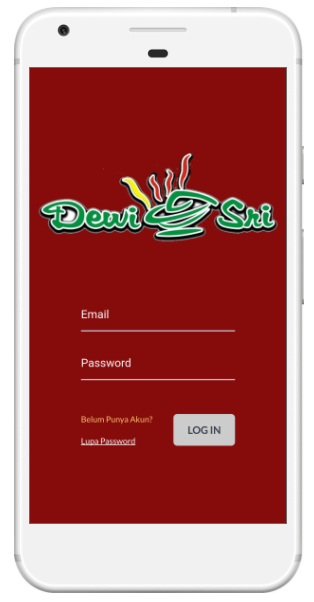 Dewi Sri
Email
Password
Belum Punya Akun?
Lupa Password
LOG IN